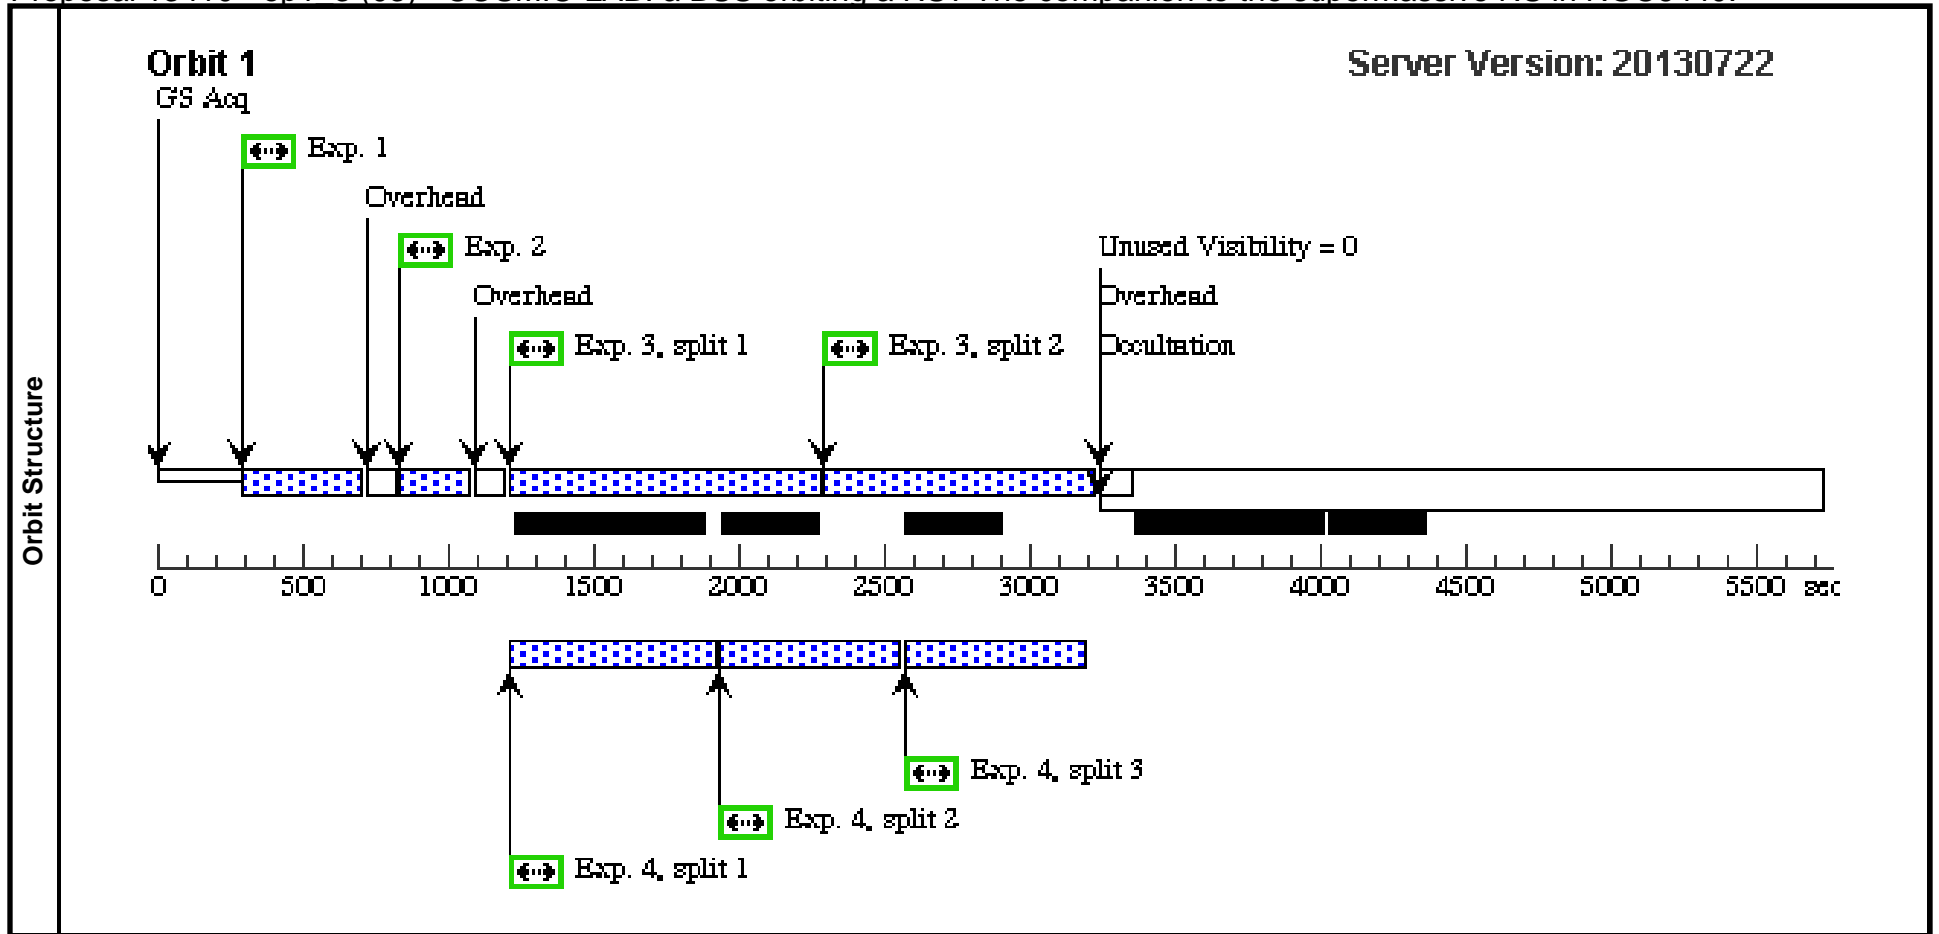 Orbit Structure
Orbit 1
Server Version: 20130722
GS Acq
Exp. 1
Overhead
Exp. 2
Unused Visibility = 0
Overhead
Overhead
Exp. 3, split 1
Exp. 3, split 2
Occultation
0 500 1000 1500 2000 2500 3000 3500 4000 4500 5000 5500 sec
Exp. 4, split 3
Exp. 4, split 2
Exp. 4, split 1